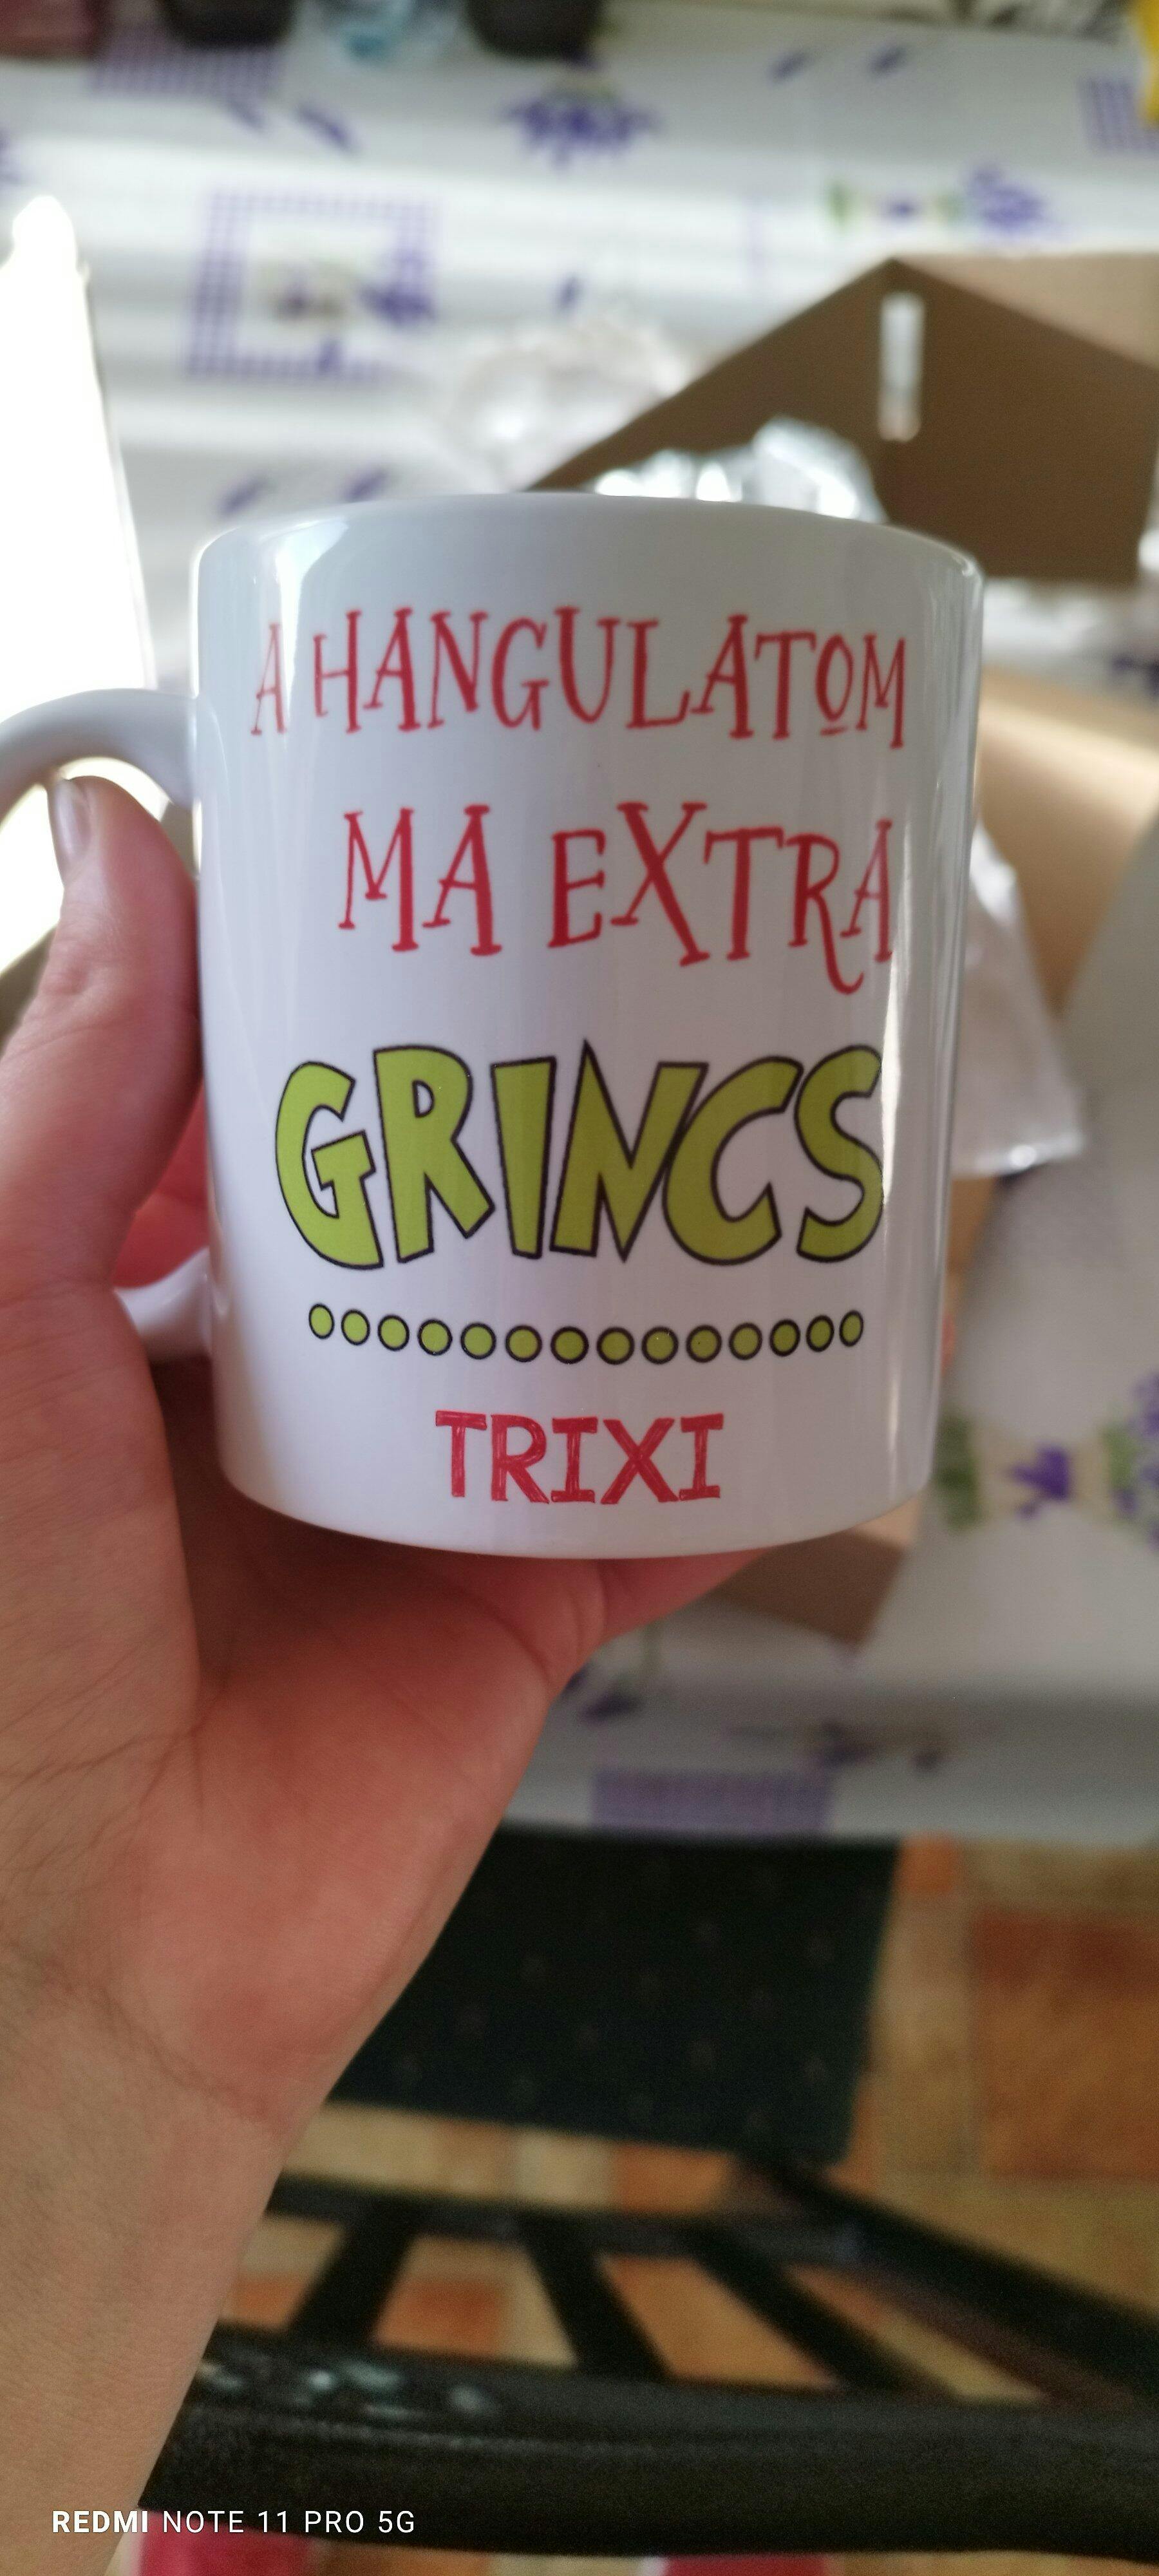 A HANGULATOM
MA EXTRA
GRINCS
TRIXI
REDMI NOTE 11 PRO 5G